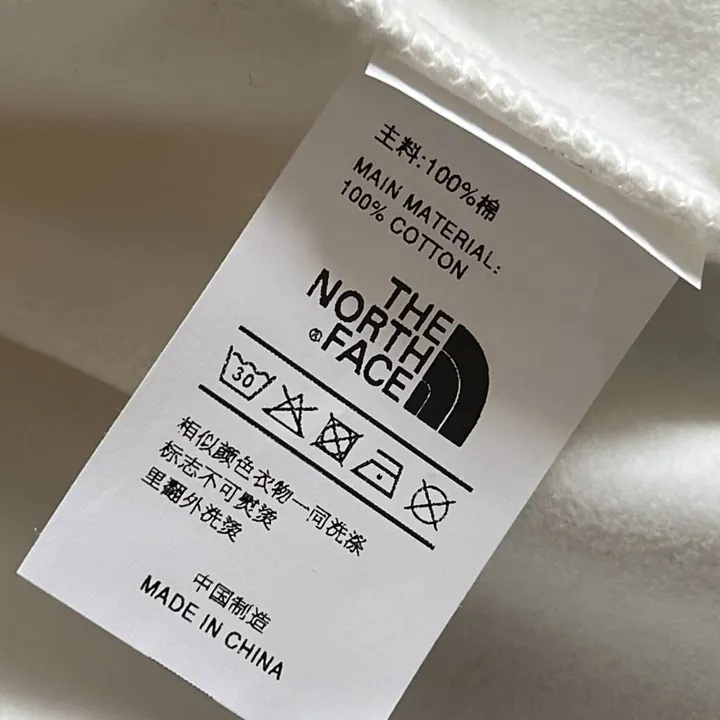 主料:100%棉
MAIN MATERIAL:
100% COTTON
THE
NORTH
FACE
®
30
相似颜色衣物一同洗涤
标志不可熨烫
里翻外洗烫
中国制造
MADE IN CHINA